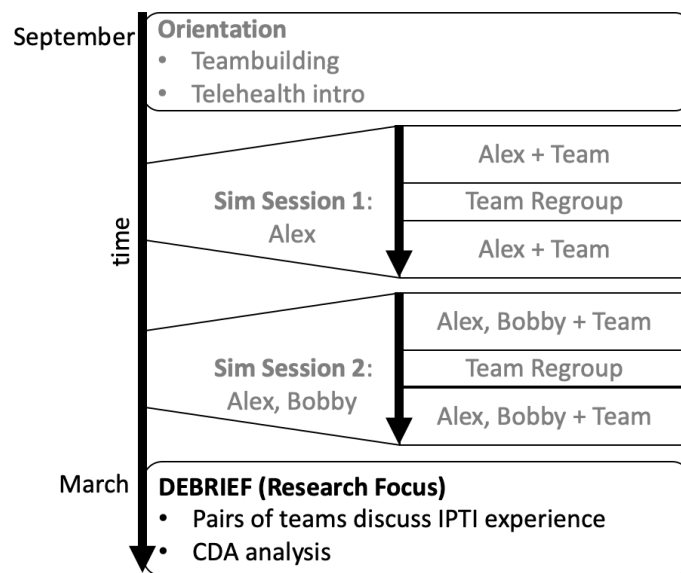 September
Orientation
• Teambuilding
• Telehealth intro
time
Sim Session 1:
Alex
Alex + Team
Team Regroup
Alex + Team
Sim Session 2:
Alex, Bobby
Alex, Bobby + Team
Team Regroup
Alex, Bobby + Team
March
DEBRIEF (Research Focus)
• Pairs of teams discuss IPTI experience
• CDA analysis